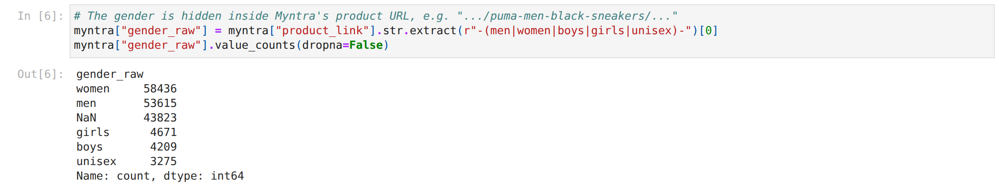 In [6]: # The gender is hidden inside Myntra's product URL, e.g. ".../puma-men-black-sneakers/..."
myntra["gender_raw"] = myntra["product_link"].str.extract(r"-(men|women|boys|girls|unisex)-")[0]
myntra["gender_raw"].value_counts(dropna=False)
Out[6]: gender_raw
women     58436
men       53615
NaN       43823
girls      4671
boys       4209
unisex     3275
Name: count, dtype: int64